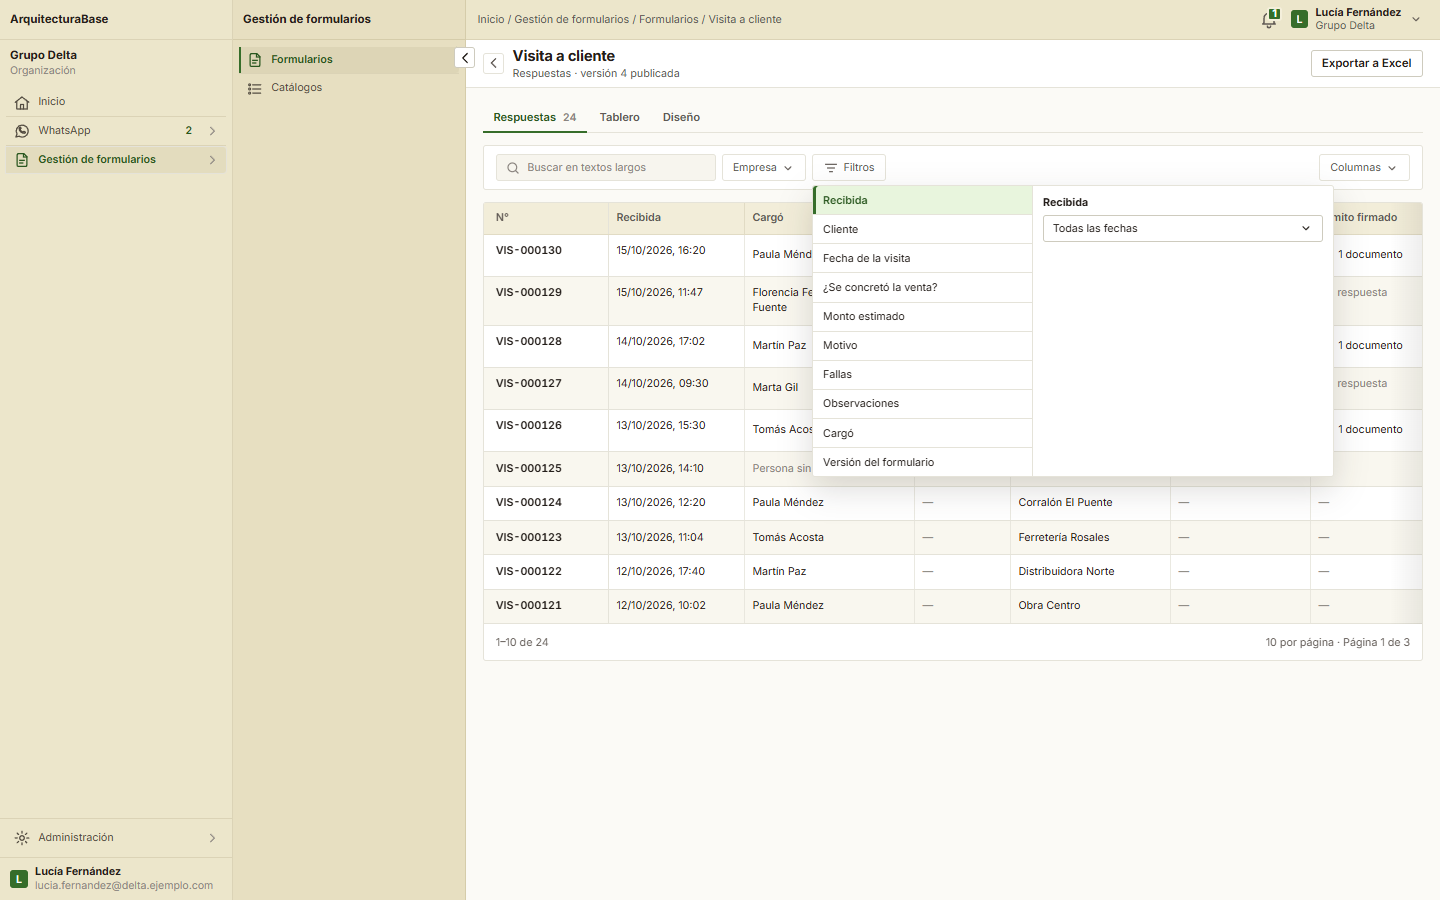 ArquitecturaBase
Grupo Delta
Organización
Inicio
WhatsApp 2
Gestión de formularios
Administración
L Lucía Fernández
lucia.fernandez@delta.ejemplo.com
Gestión de formularios
Formularios
Catálogos
Inicio / Gestión de formularios / Formularios / Visita a cliente
1
L Lucía Fernández
Grupo Delta
Visita a cliente
Respuestas · versión 4 publicada
Exportar a Excel
Respuestas 24 Tablero Diseño
Buscar en textos largos Empresa Filtros Columnas
Recibida
Cliente
Fecha de la visita
¿Se concretó la venta?
Monto estimado
Motivo
Fallas
Observaciones
Cargó
Versión del formulario
Recibida
Todas las fechas
N° Recibida Cargó mito firmado
VIS-000130 15/10/2026, 16:20 Paula Ménd 1 documento
VIS-000129 15/10/2026, 11:47 Florencia Fe respuesta
Fuente
VIS-000128 14/10/2026, 17:02 Martín Paz 1 documento
VIS-000127 14/10/2026, 09:30 Marta Gil respuesta
VIS-000126 13/10/2026, 15:30 Tomás Acos 1 documento
VIS-000125 13/10/2026, 14:10 Persona sin
VIS-000124 13/10/2026, 12:20 Paula Méndez — Corralón El Puente — —
VIS-000123 13/10/2026, 11:04 Tomás Acosta — Ferretería Rosales — —
VIS-000122 12/10/2026, 17:40 Martín Paz — Distribuidora Norte — —
VIS-000121 12/10/2026, 10:02 Paula Méndez — Obra Centro — —
1–10 de 24 10 por página · Página 1 de 3